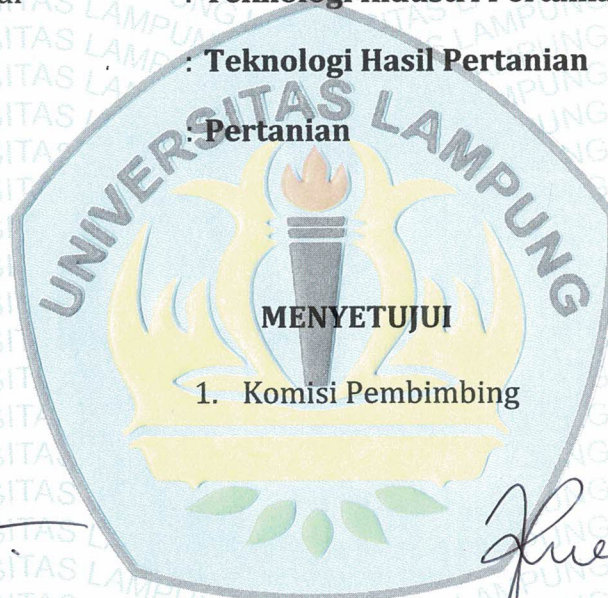 : Teknologi Hasil Pertanian
: Pertanian
UNIVERSITAS LAMPUNG
MENYETUJUI
1. Komisi Pembimbing